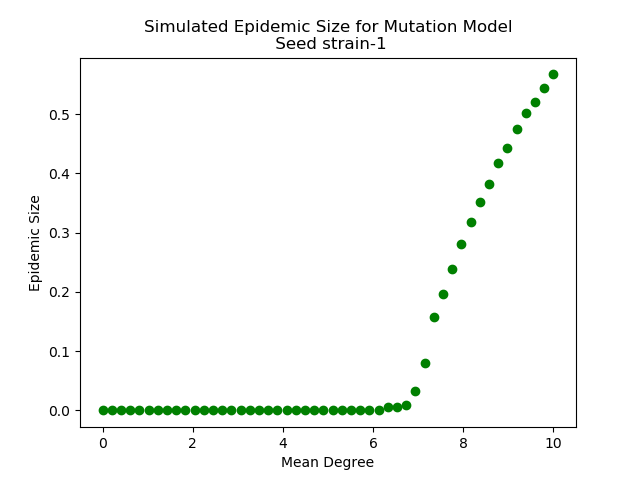 Simulated Epidemic Size for Mutation Model
Seed strain-1
Epidemic Size
0.5
0.4
0.3
0.2
0.1
0.0
0 2 4 6 8 10
Mean Degree